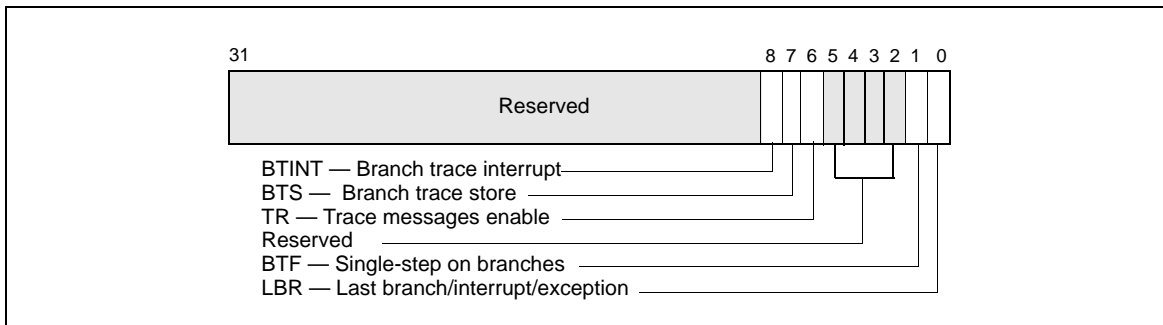 31 8 7 6 5 4 3 2 1 0
Reserved
BTINT — Branch trace interrupt
BTS — Branch trace store
TR — Trace messages enable
Reserved
BTF — Single-step on branches
LBR — Last branch/interrupt/exception